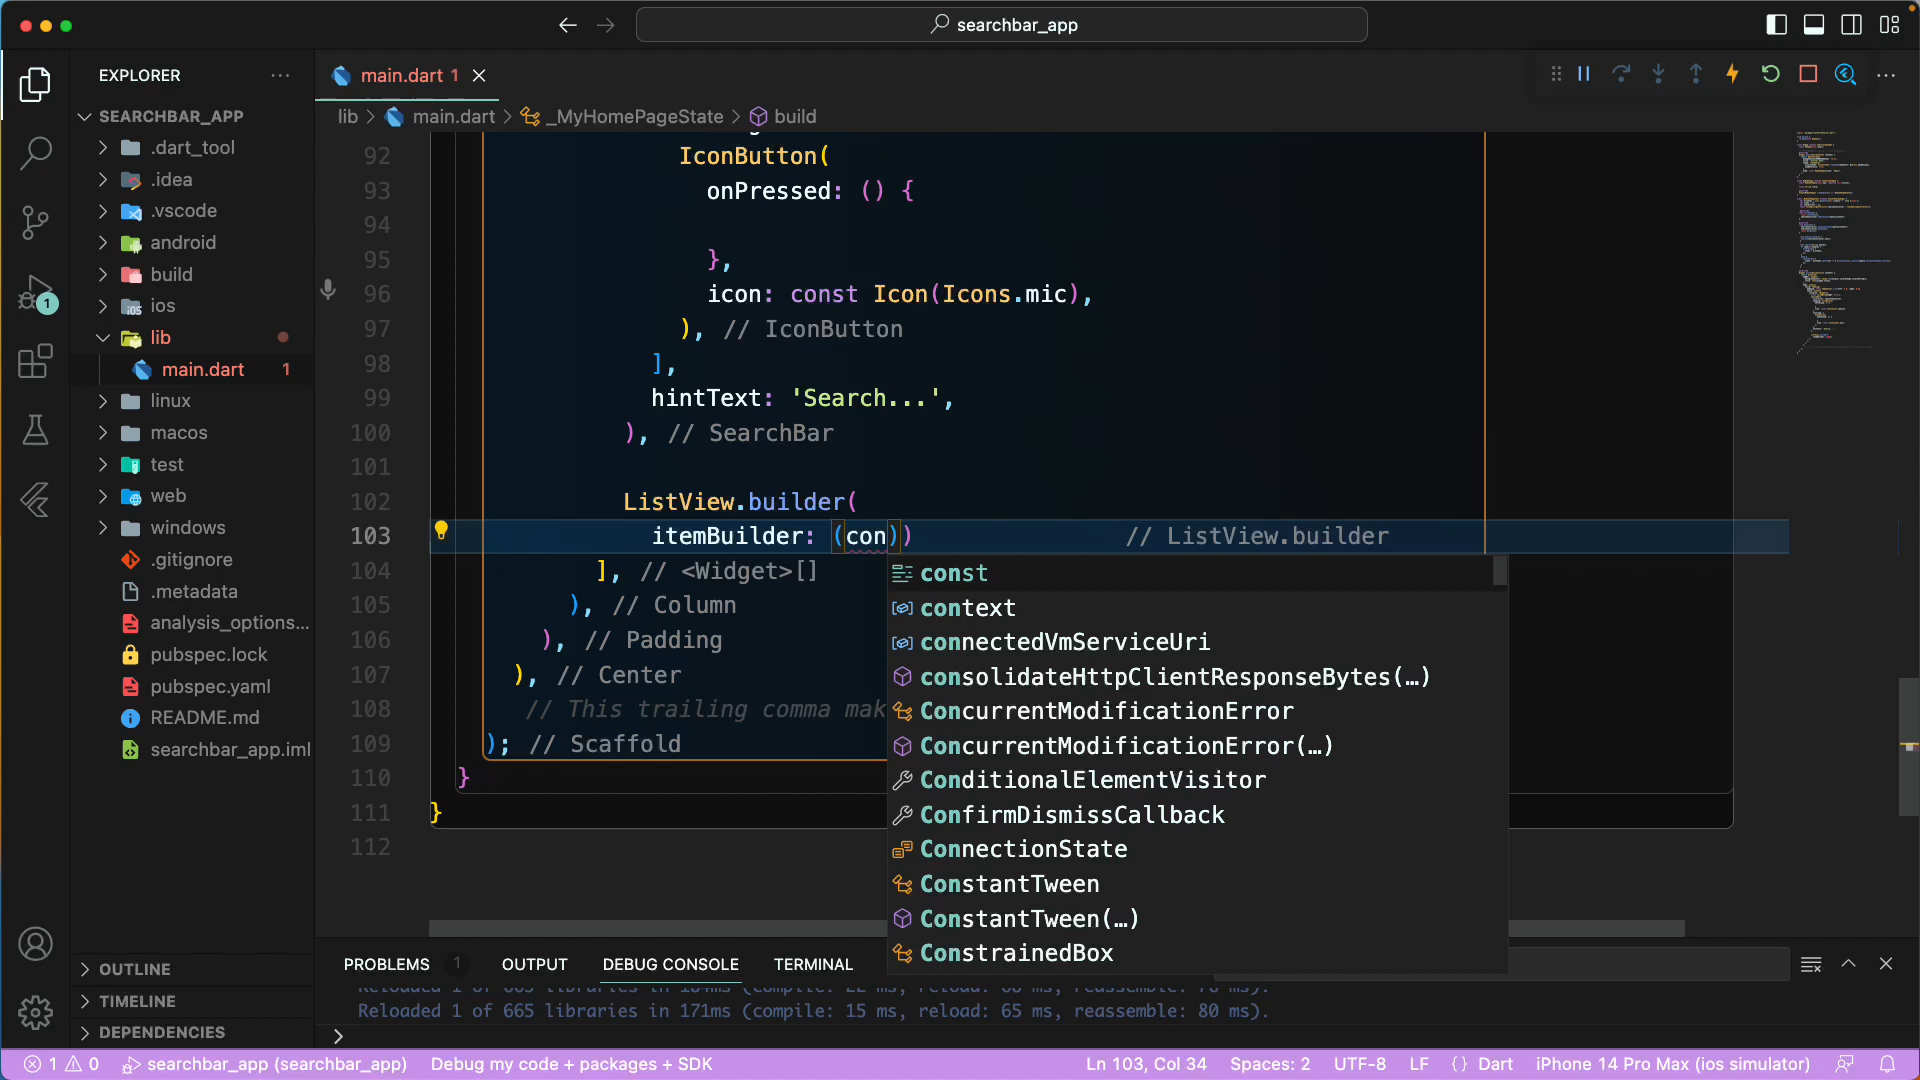 searchbar_app
EXPLORER
SEARCHBAR_APP
.dart_tool
.idea
.vscode
android
build
ios
lib
main.dart 1
linux
macos
test
web
windows
.gitignore
.metadata
analysis_options...
pubspec.lock
pubspec.yaml
README.md
searchbar_app.iml
OUTLINE
TIMELINE
DEPENDENCIES
1
main.dart 1
lib > main.dart > _MyHomePageState > build
92 IconButton(
93 onPressed: () {
94
95 },
96 icon: const Icon(Icons.mic),
97 ), // IconButton
98 ],
99 hintText: 'Search...',
100 ), // SearchBar
101
102 ListView.builder(
103 itemBuilder: (con)) // ListView.builder
104 ], // <Widget>[]
105 ), // Column
106 ), // Padding
107 ), // Center
108 // This trailing comma mak
109 ); // Scaffold
110 }
111 }
112
const
context
connectedVmServiceUri
consolidateHttpClientResponseBytes(…)
ConcurrentModificationError
ConcurrentModificationError(…)
ConditionalElementVisitor
ConfirmDismissCallback
ConnectionState
ConstantTween
ConstantTween(…)
ConstrainedBox
PROBLEMS 1 OUTPUT DEBUG CONSOLE TERMINAL
Reloaded 1 of 665 libraries in 171ms (compile: 15 ms, reload: 65 ms, reassemble: 80 ms).
>
1 0 searchbar_app (searchbar_app) Debug my code + packages + SDK Ln 103, Col 34 Spaces: 2 UTF-8 LF {} Dart iPhone 14 Pro Max (ios simulator)